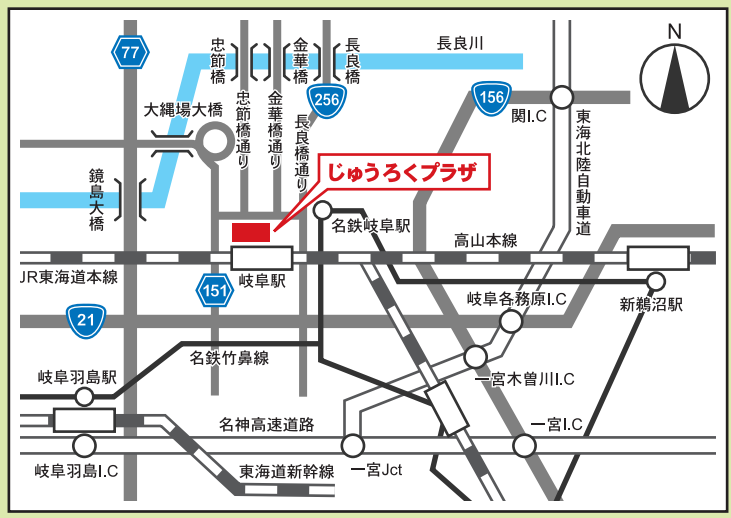 77
忠節橋
金華橋
長良橋
長良川
N
256
156
関I.C
大縄場大橋
忠節橋通り
金華橋通り
長良橋通り
東海北陸自動車道
じゅうろくプラザ
鏡島大橋
名鉄岐阜駅
高山本線
JR東海道本線
岐阜駅
151
岐阜各務原I.C
新鵜沼駅
21
名鉄竹鼻線
岐阜羽島駅
一宮木曽川I.C
名神高速道路
一宮I.C
岐阜羽島I.C
東海道新幹線
一宮Jct